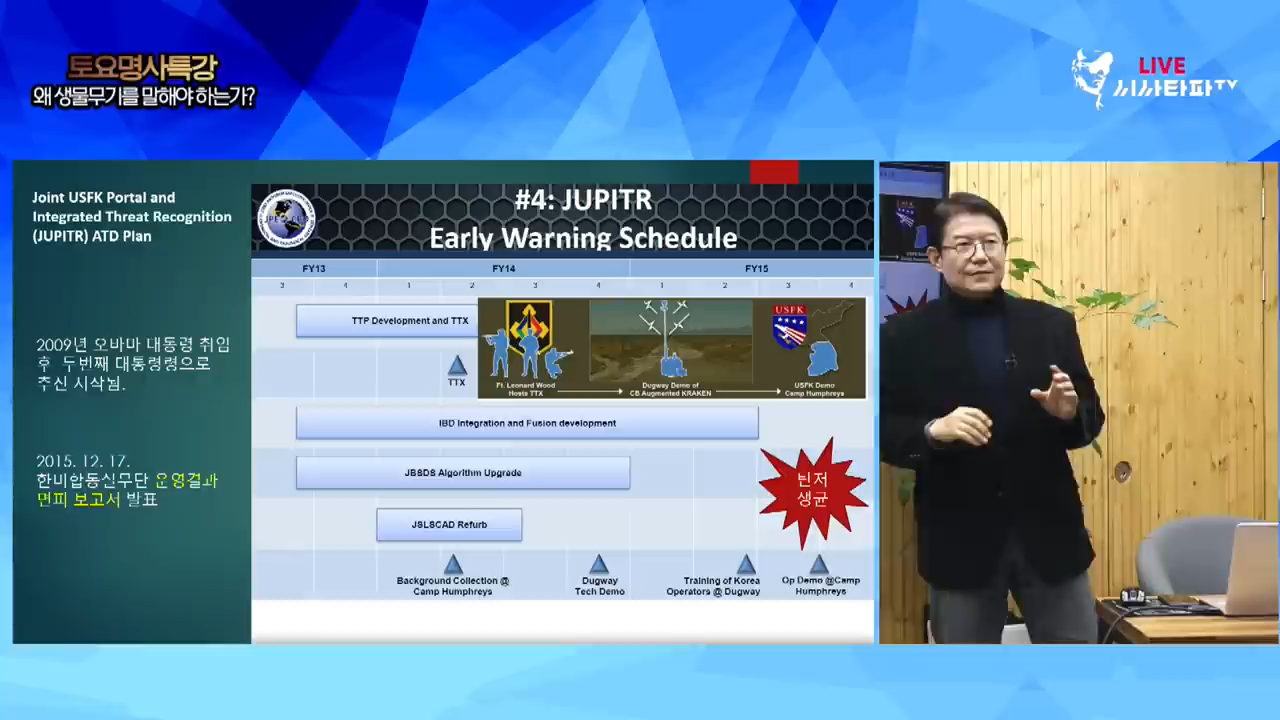 토요명사특강
왜 생물무기를 말해야 하는가?
LIVE
시사타파TV
Joint USFK Portal and
Integrated Threat Recognition
(JUPITR) ATD Plan
2009년 오바마 대통령 취임
후 두번째 대통령령으로
추진 시작됨.
2015. 12. 17.
한미합동실무단 운영결과
면피 보고서 발표
#4: JUPITR
Early Warning Schedule
FY13 FY14 FY15
3 4 1 2 3 4 1 2 3 4
TTP Development and TTX
TTX
USFK
Ft. Leonard Wood
Hosts TTX
Dugway Demo of
CB Augmented KRAKEN
USFK Demo
Camp Humphreys
IBD Integration and Fusion development
JBSDS Algorithm Upgrade
탄저
생균
JSLSCAD Refurb
Background Collection @
Camp Humphreys
Dugway
Tech Demo
Training of Korea
Operators @ Dugway
Op Demo @Camp
Humphreys